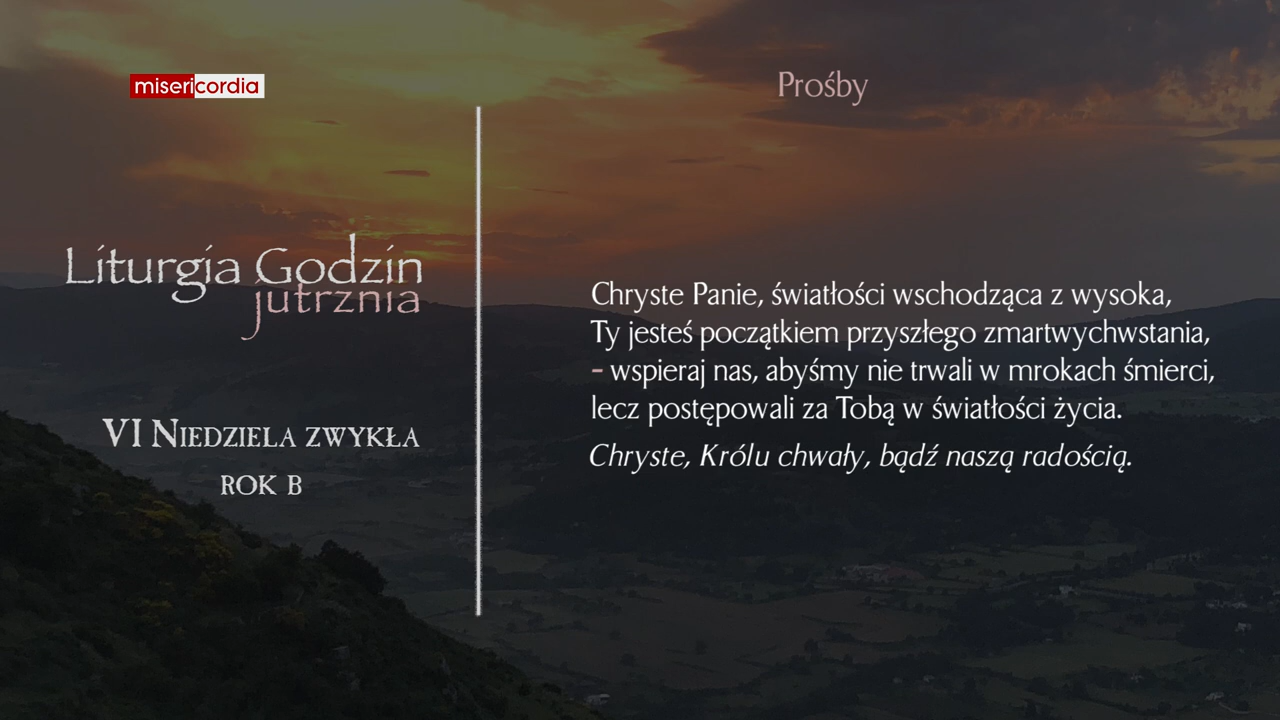 misericordia
Liturgia Godzin
jutrznia
VI Niedziela zwykła
rok B
Prośby
Chryste Panie, światłości wschodząca z wysoka,
Ty jesteś początkiem przyszłego zmartwychwstania,
- wspieraj nas, abyśmy nie trwali w mrokach śmierci,
lecz postępowali za Tobą w światłości życia.
Chryste, Królu chwały, bądź naszą radością.